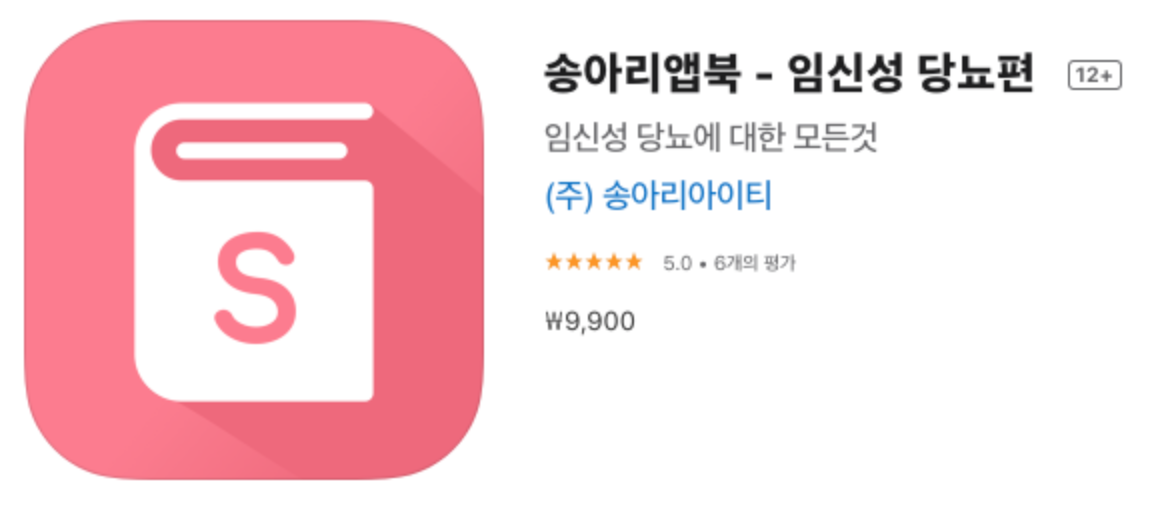 S
송아리앱북 - 임신성 당뇨편 12+
임신성 당뇨에 대한 모든것
(주) 송아리아이티
★★★★★ 5.0 • 6개의 평가
₩9,900